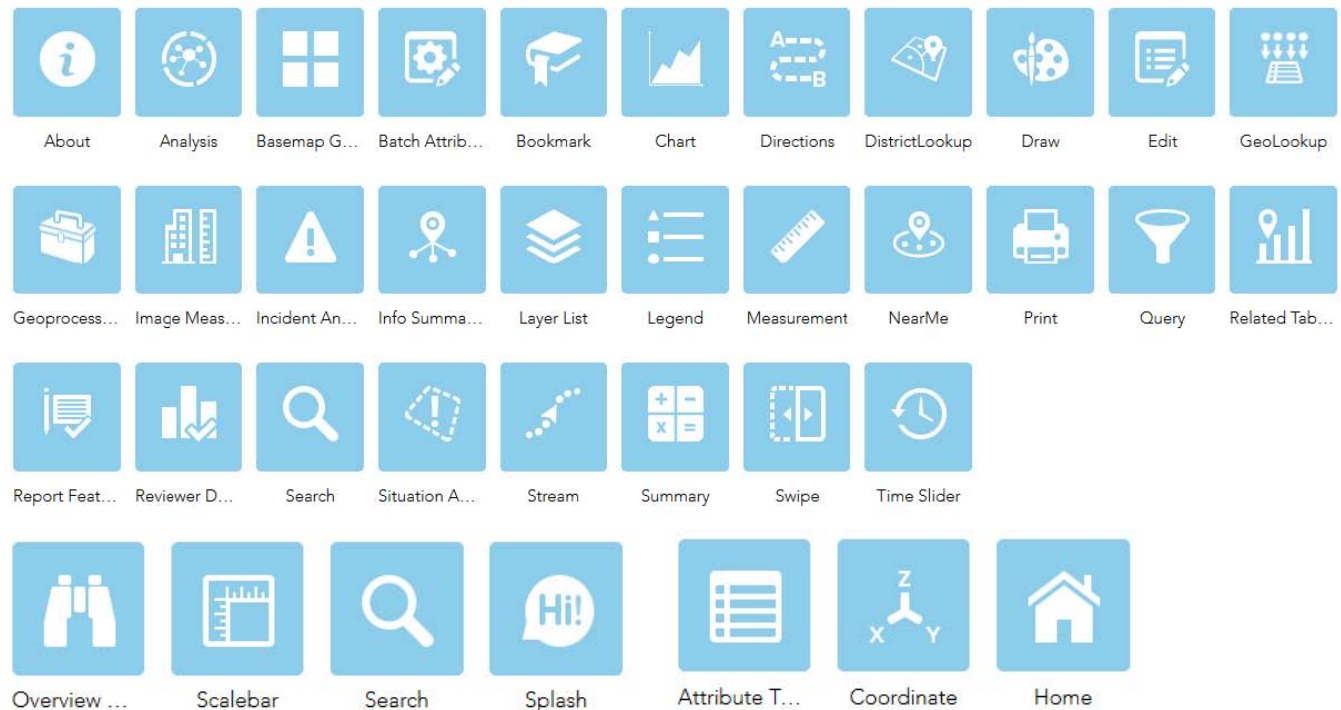 A
B
About Analysis Basemap G... Batch Attrib... Bookmark Chart Directions DistrictLookup Draw Edit GeoLookup
Geoprocess... Image Meas... Incident An... Info Summa... Layer List Legend Measurement NearMe Print Query Related Tab...
Report Feat... Reviewer D... Search Situation A... Stream Summary Swipe Time Slider
Hi!
Z
X Y
Overview ... Scalebar Search Splash Attribute T... Coordinate Home